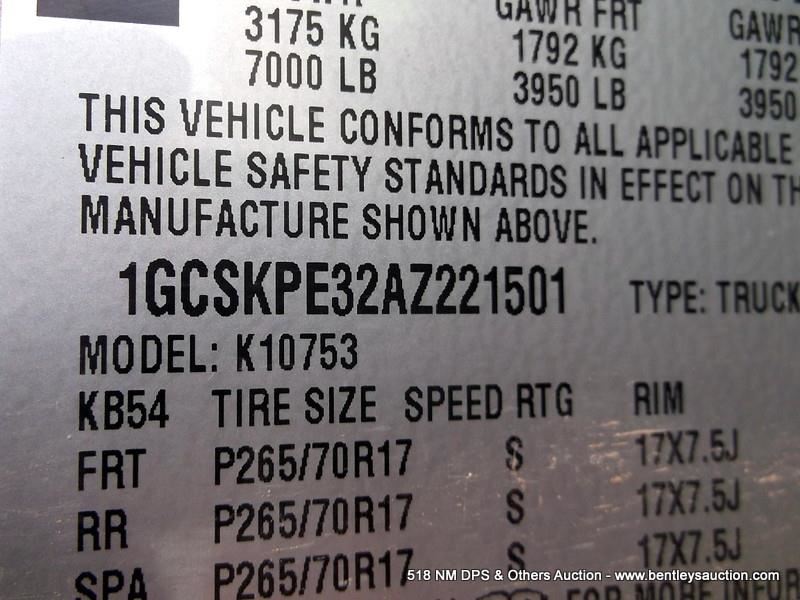 GAWR FRT GAWR
3175 KG 1792 KG 1792
7000 LB 3950 LB 3950
THIS VEHICLE CONFORMS TO ALL APPLICABLE
VEHICLE SAFETY STANDARDS IN EFFECT ON TH
MANUFACTURE SHOWN ABOVE.
1GCSKPE32AZ221501 TYPE: TRUCK
MODEL: K10753
KB54 TIRE SIZE SPEED RTG RIM
FRT P265/70R17 S 17X7.5J
RR P265/70R17 S 17X7.5J
SPA P265/70R17 S 17X7.5J
FOR MORE INFOR
518 NM DPS & Others Auction - www.bentleysauction.com